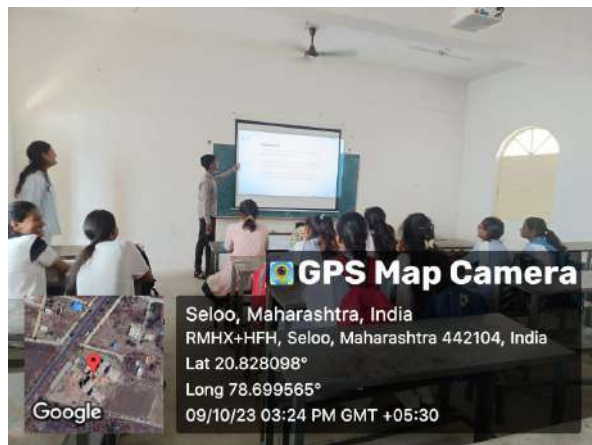 GPS Map Camera
Seloo, Maharashtra, India
RMHX+HFH, Seloo, Maharashtra 442104, India
Lat 20.828098°
Long 78.699565°
09/10/23 03:24 PM GMT +05:30
Google